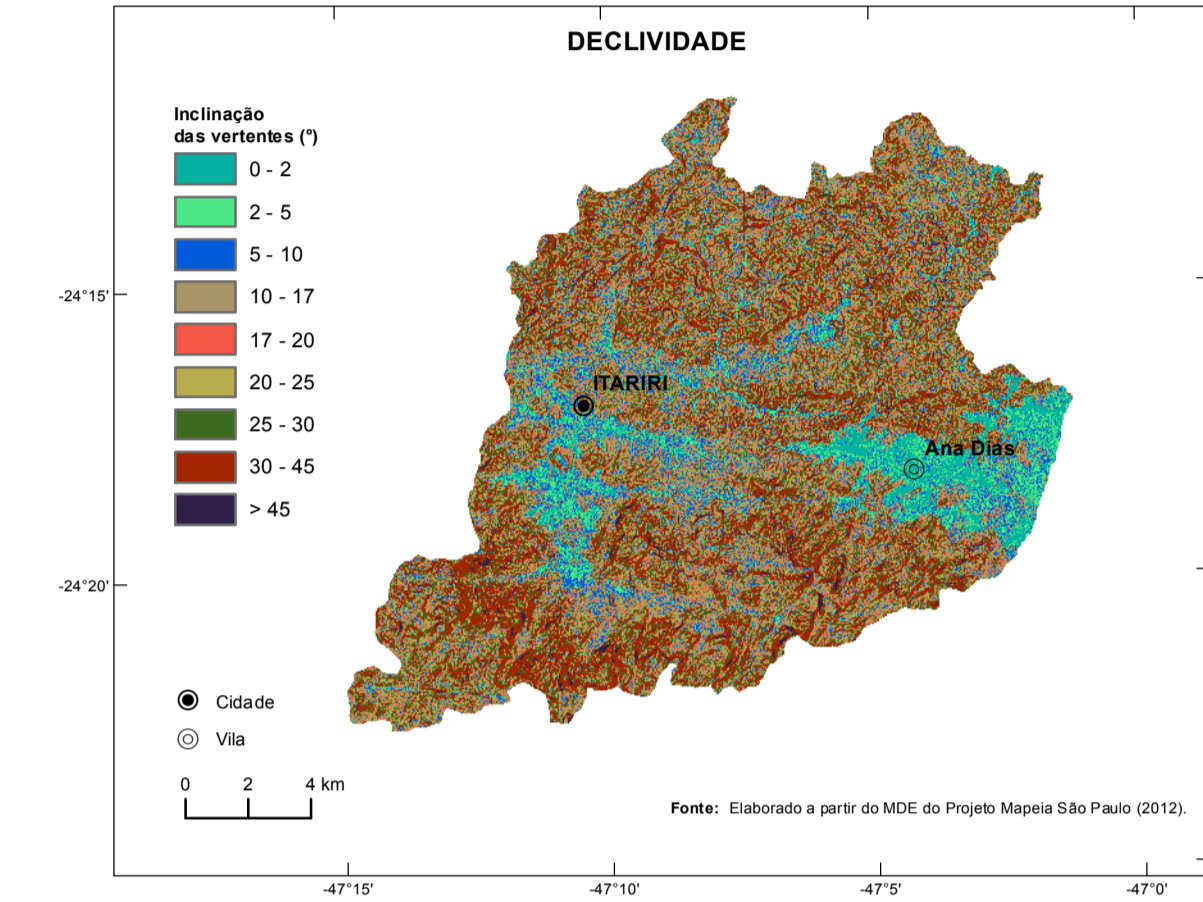 DECLIVIDADE
Inclinação
das vertentes (°)
0 - 2
2 - 5
5 - 10
10 - 17
17 - 20
20 - 25
25 - 30
30 - 45
> 45
-24°15'
ITARIRI
Ana Dias
-24°20'
Cidade
Vila
0 2 4 km
Fonte: Elaborado a partir do MDE do Projeto Mapeia São Paulo (2012).
-47°15' -47°10' -47°5' -47°0'